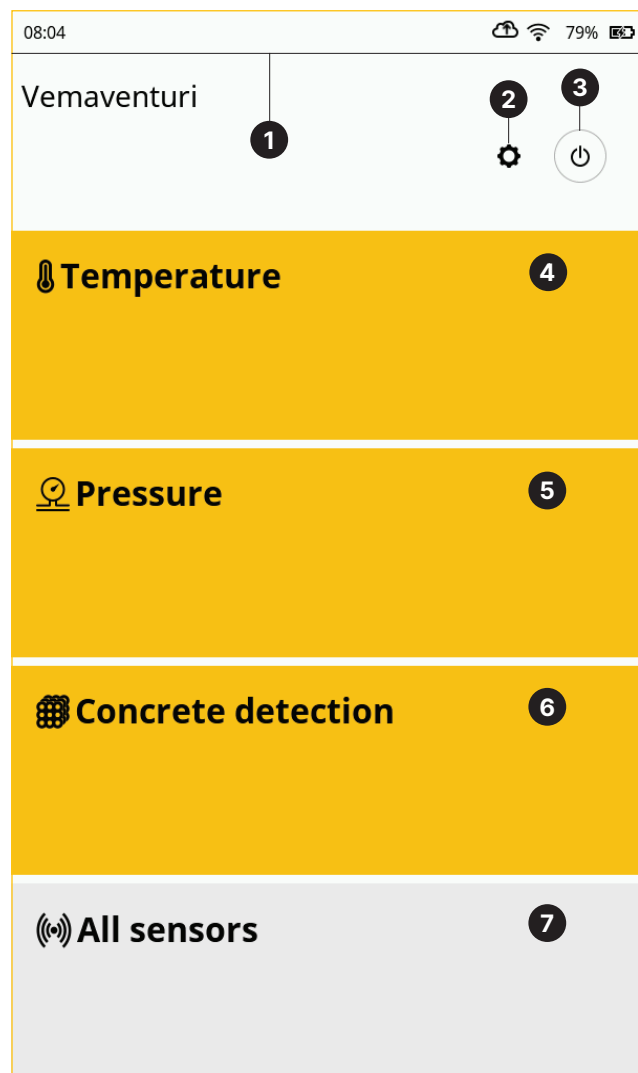 08:04 79%
Vemaventuri
2 3
1
Temperature 4
Pressure 5
Concrete detection 6
All sensors 7